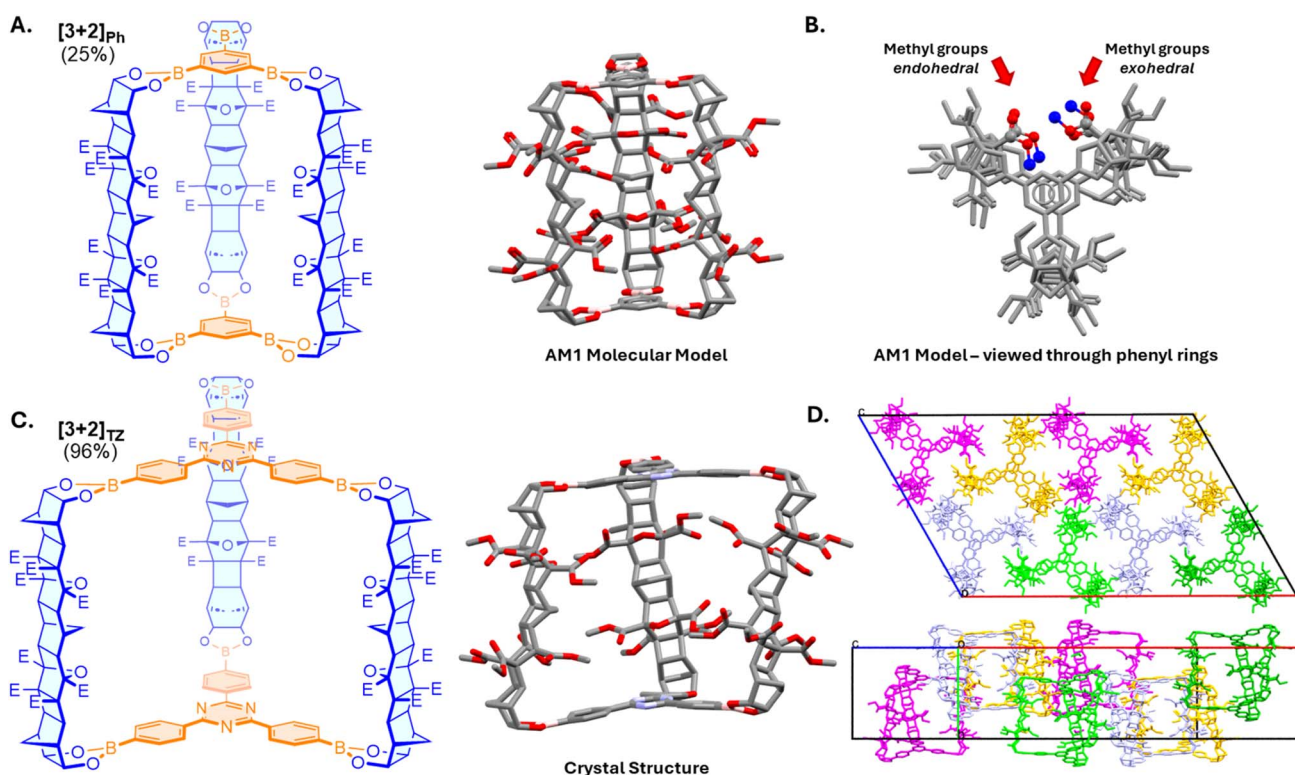 A.
[3+2]Ph
(25%)
O B O
O B B O
O O
E E
E O E
E E
E O O E
E E
E E
E O E
E E
E O O E
E E
O O
B
O B B O
O O
AM1 Molecular Model
B.
Methyl groups
endohedral
Methyl groups
exohedral
AM1 Model – viewed through phenyl rings
C.
[3+2]TZ
(96%)
O B O
E N N E
E N E
O B B O
O O
E O E
E E
E O O E
E E
E E
E O O E
E E
O O
B
N N
N
O B B O
O O
Crystal Structure
D.
C
O
C
O